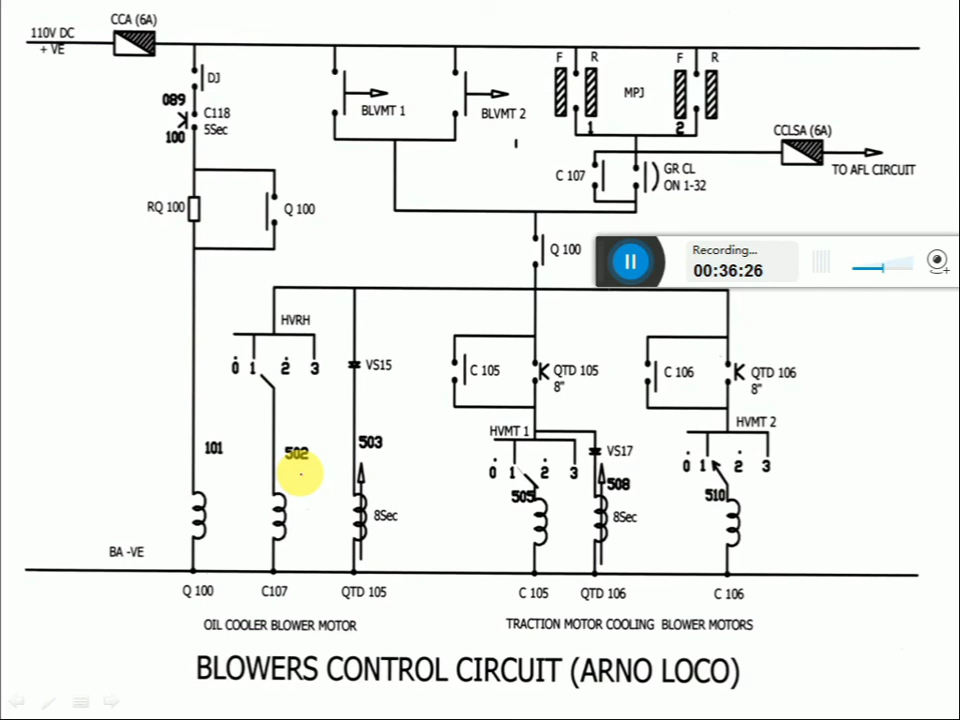 CCA (6A)
110V DC
+ VE
DJ
089
C118
100
5Sec
BLVMT 1
BLVMT 2
F
R
MPJ
F
R
1
2
CCLSA (6A)
TO AFL CIRCUIT
C 107
GR CL
ON 1-32
RQ 100
Q 100
Q 100
Recording...
00:36:26
HVRH
0 1 2 3
VS15
C 105
QTD 105
8"
C 106
QTD 106
8"
HVMT 1
0 1 2 3
VS17
HVMT 2
0 1 2 3
101
502
503
505
508
510
8Sec
8Sec
BA -VE
Q 100
C107
QTD 105
C 105
QTD 106
C 106
OIL COOLER BLOWER MOTOR
TRACTION MOTOR COOLING BLOWER MOTORS
BLOWERS CONTROL CIRCUIT (ARNO LOCO)